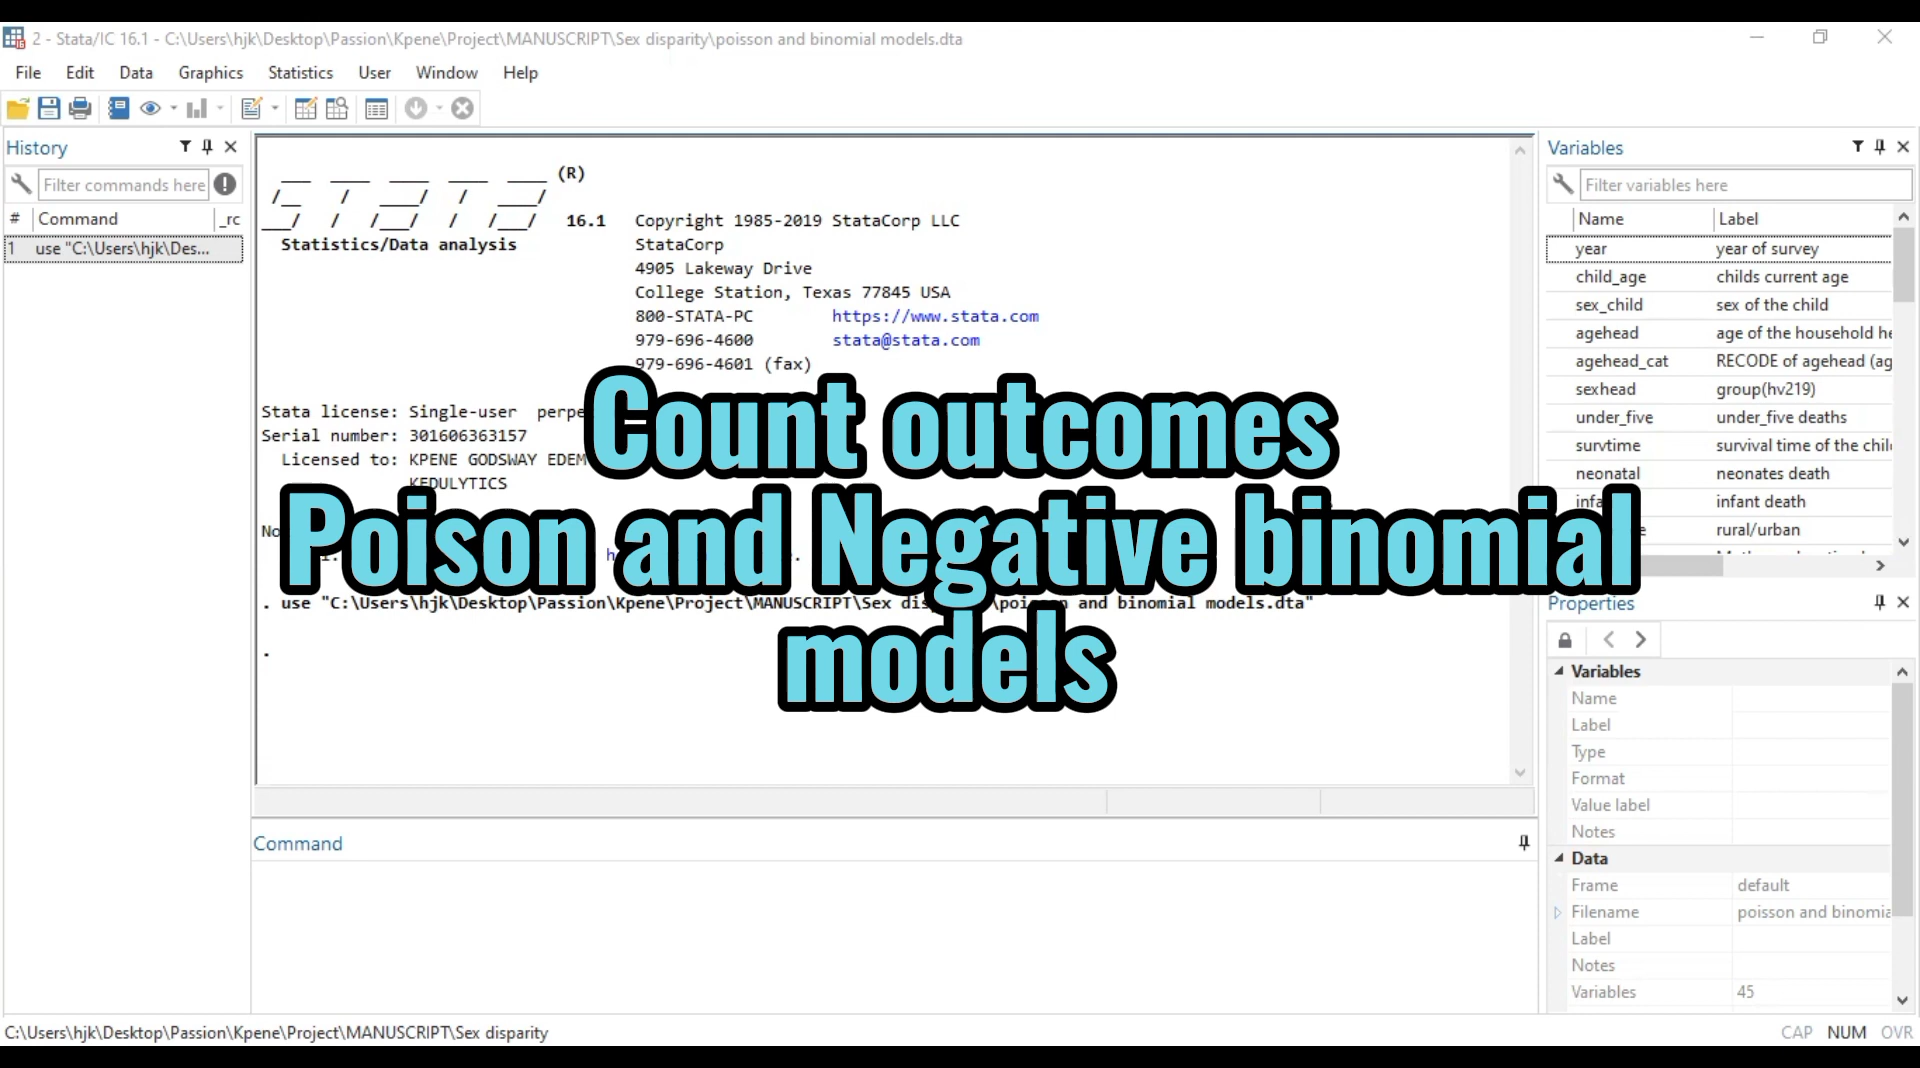 2 - Stata/IC 16.1 - C:\Users\hjk\Desktop\Passion\Kpene\Project\MANUSCRIPT\Sex disparity\poisson and binomial models.dta
File Edit Data Graphics Statistics User Window Help
History
Filter commands here
# Command _rc
1 use "C:\Users\hjk\Des...
(R)
16.1 Copyright 1985-2019 StataCorp LLC
Statistics/Data analysis StataCorp
4905 Lakeway Drive
College Station, Texas 77845 USA
800-STATA-PC https://www.stata.com
979-696-4600 stata@stata.com
979-696-4601 (fax)
Stata license: Single-user perpe
Serial number: 301606363157
Licensed to: KPENE GODSWAY EDEM
KEDULYTICS
No
1.
h
. use "C:\Users\hjk\Desktop\Passion\Kpene\Project\MANUSCRIPT\Sex dis \poisson and binomial models.dta"
.
Count outcomes
Poison and Negative binomial
models
Command
Variables
Filter variables here
Name Label
year year of survey
child_age childs current age
sex_child sex of the child
agehead age of the household he
agehead_cat RECODE of agehead (ag
sexhead group(hv219)
under_five under_five deaths
survtime survival time of the chil
neonatal neonates death
infa infant death
e rural/urban
Properties
Variables
Name
Label
Type
Format
Value label
Notes
Data
Frame default
Filename poisson and binomia
Label
Notes
Variables 45
C:\Users\hjk\Desktop\Passion\Kpene\Project\MANUSCRIPT\Sex disparity
CAP NUM OVR